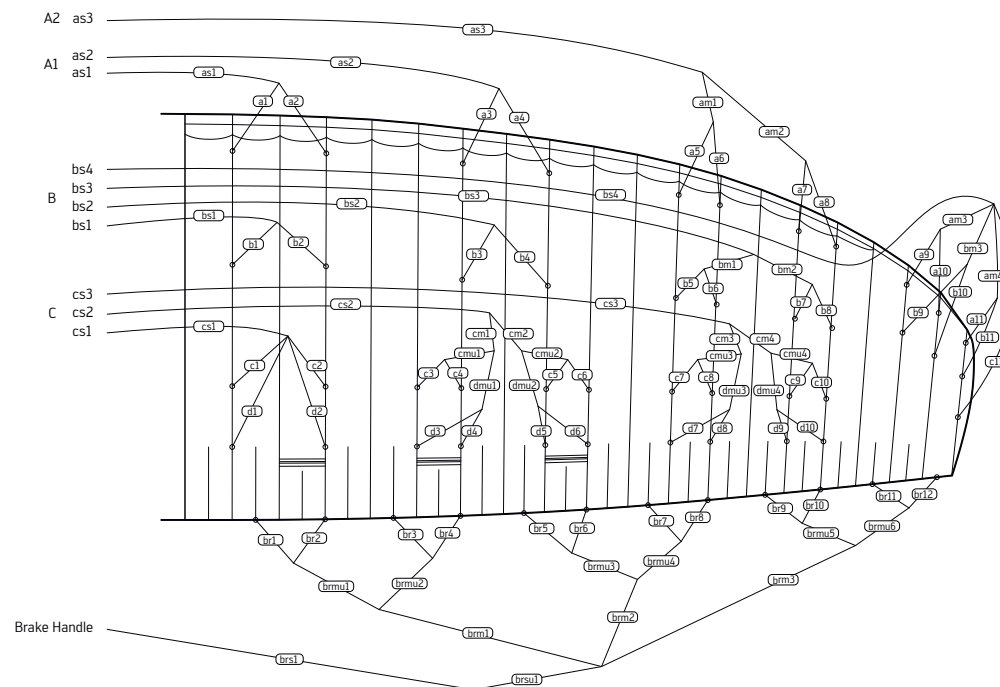 A2 as3
as3
A1 as2
as1
as1 as2
a1 a2 a3 a4
am1 am2
a5 a6 a7 a8
B bs4
bs3
bs2
bs1
bs1 bs2 bs3 bs4
b1 b2 b3 b4
bm1 bm2
b5 b6 b7 b8
am3 bm3
a9 a10 am4
b9 b10
a11 b11
C cs3
cs2
cs1
cs1 cs2 cs3
cm1 cm2 cm3 cm4
cmu1 cmu2 cmu3 cmu4
c1 c2 c3 c4 c5 c6 c7 c8 c9 c10
dmu1 dmu2 dmu3 dmu4
d1 d2 d3 d4 d5 d6 d7 d8 d9 d10
br1 br2 br3 br4 br5 br6 br7 br8 br9 br10 br11 br12
brmu1 brmu2 brmu3 brmu4 brmu5 brmu6
brm1 brm2 brm3
Brake Handle
brs1 brsu1